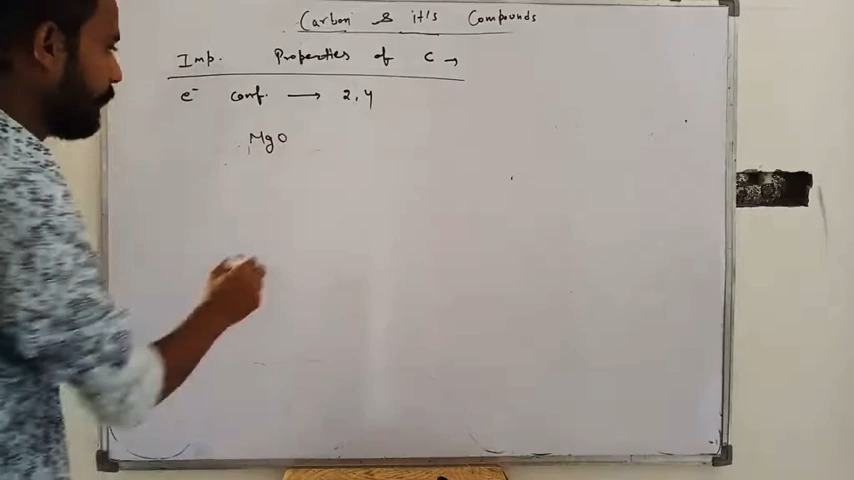 Carbon & it's Compounds
Imp. Properties of C →
e⁻ conf. → 2,4
MgO